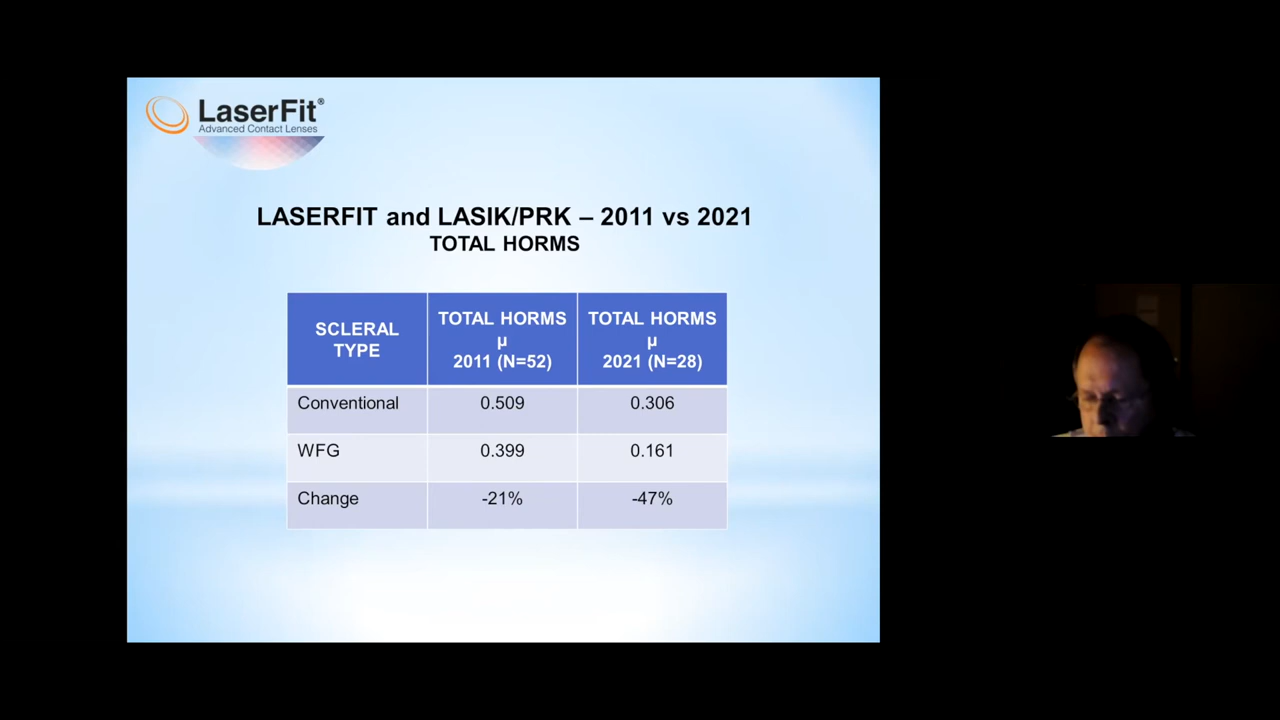 LaserFit®
Advanced Contact Lenses
LASERFIT and LASIK/PRK – 2011 vs 2021
TOTAL HORMS
SCLERAL TYPE
TOTAL HORMS
µ
2011 (N=52)
TOTAL HORMS
µ
2021 (N=28)
Conventional
0.509
0.306
WFG
0.399
0.161
Change
-21%
-47%